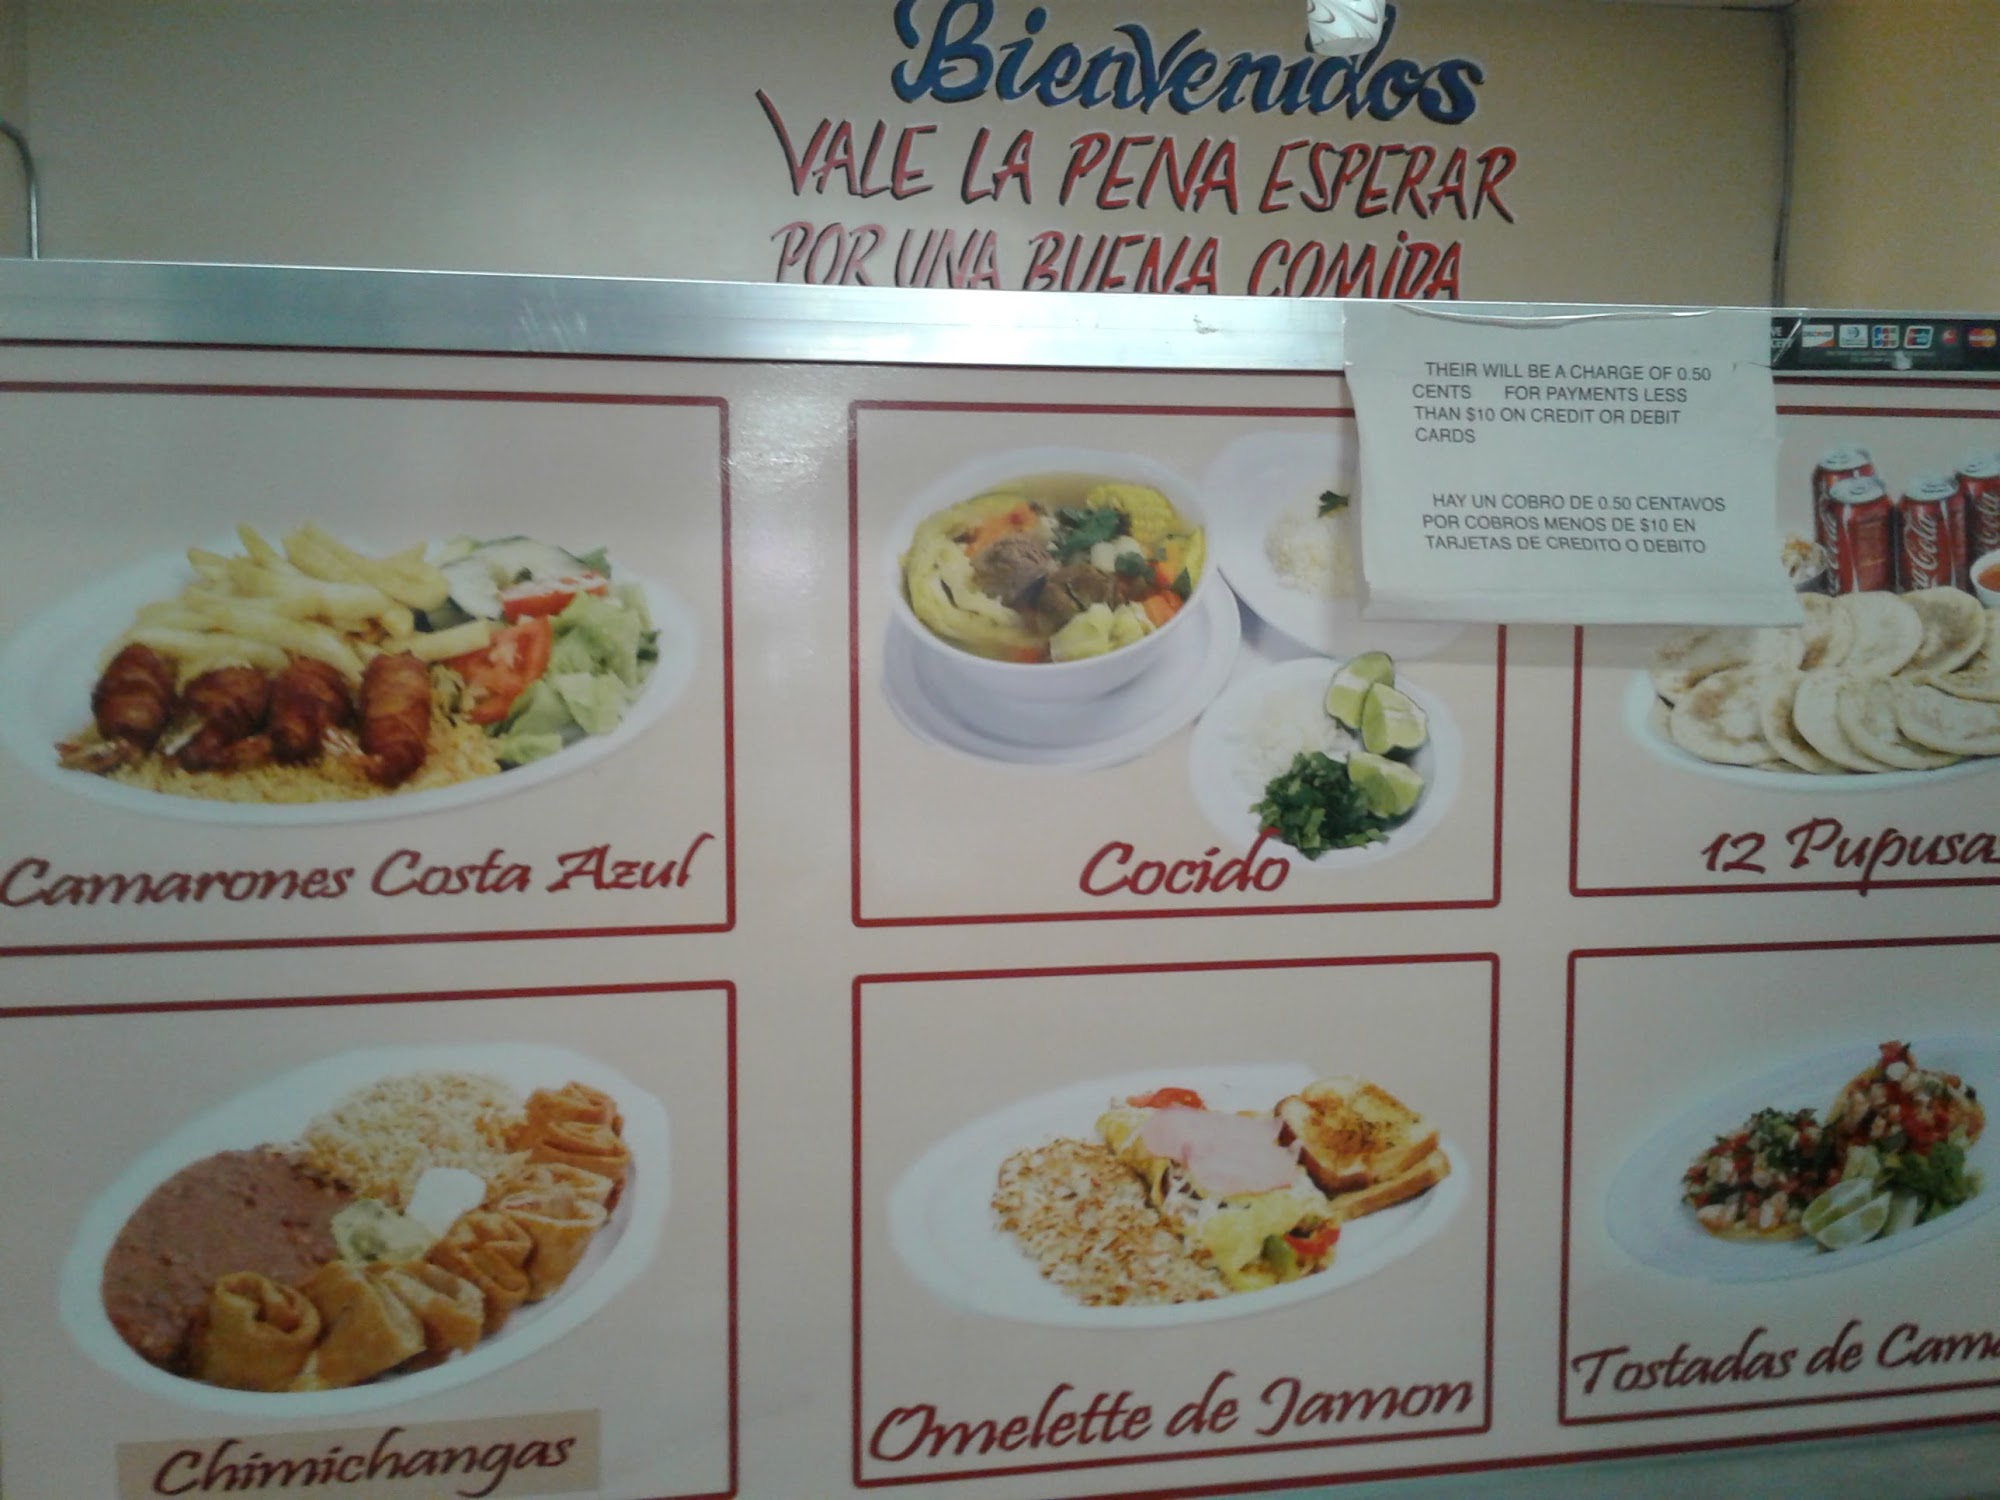 Bienvenidos
VALE LA PENA ESPERAR
POR UNA BUENA COMIDA
THEIR WILL BE A CHARGE OF 0.50
CENTS FOR PAYMENTS LESS
THAN $10 ON CREDIT OR DEBIT
CARDS
HAY UN COBRO DE 0.50 CENTAVOS
POR COBROS MENOS DE $10 EN
TARJETAS DE CREDITO O DEBITO
DISCOVER
Coca-Cola
Camarones Costa Azul
Cocido
12 Pupusa
Chimichangas
Omelette de Jamon
Tostadas de Cam